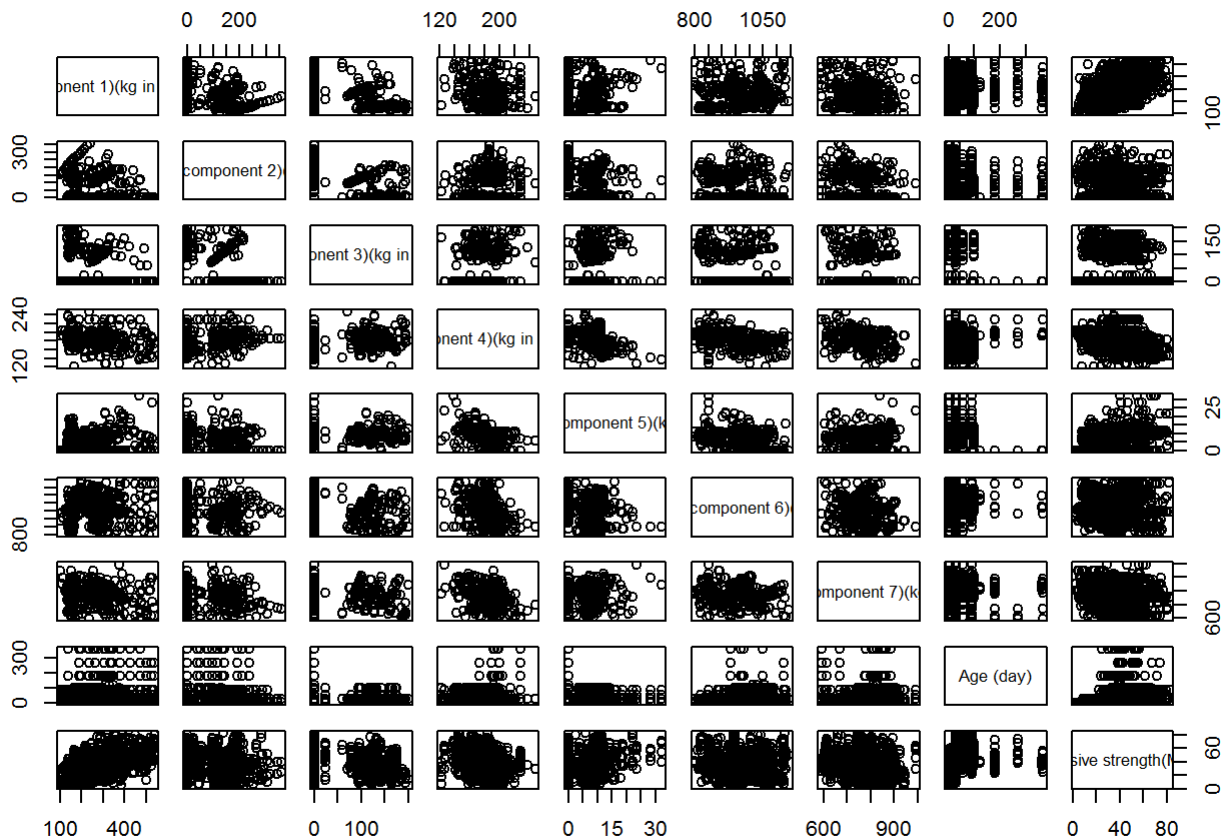 0 200
120 200
800 1050
0 200
onent 1)(kg in
100
0 300
component 2)(
onent 3)(kg in
0 150
120 240
onent 4)(kg in
omponent 5)(k
0 25
800
component 6)(
omponent 7)(k
600
0 300
Age (day)
sive strength(M
0 60
100 400
0 100
0 15 30
600 900
0 40 80